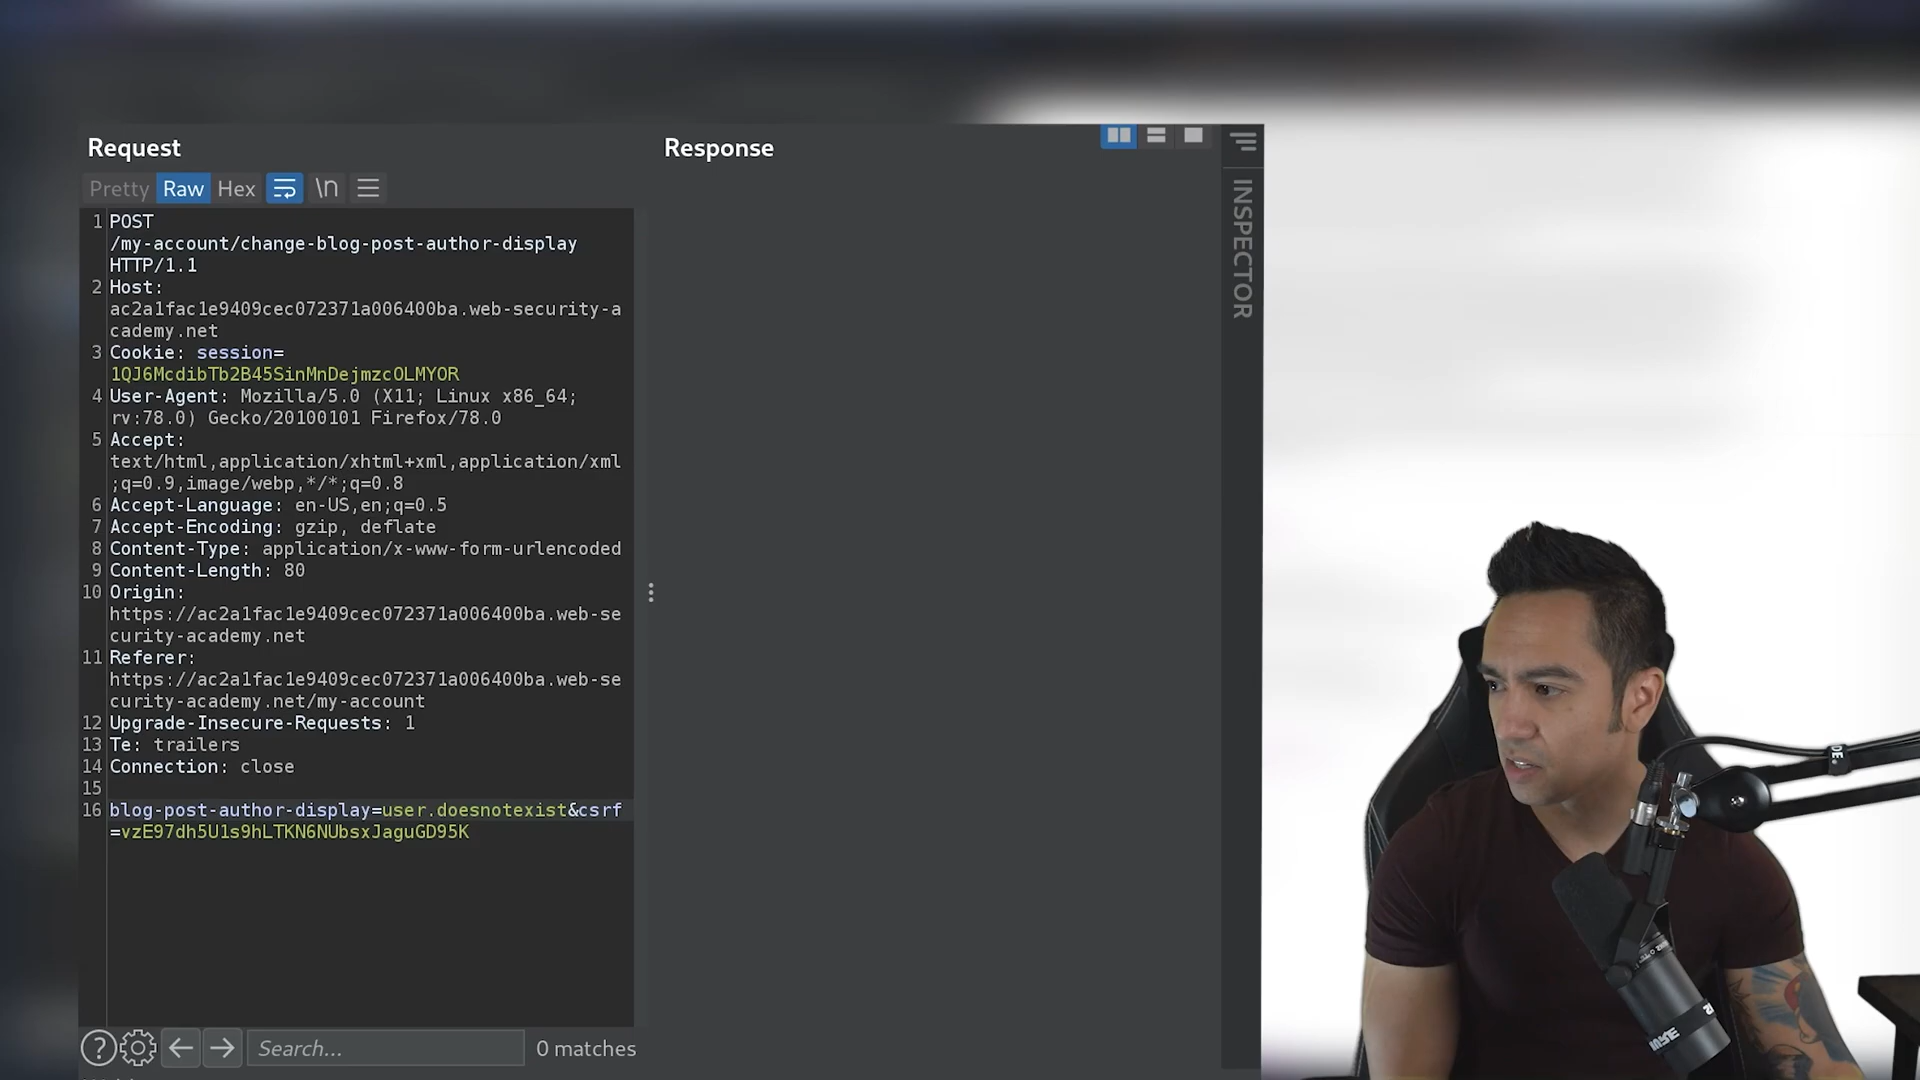 Request
Response
Pretty Raw Hex \n
1 POST
/my-account/change-blog-post-author-display
HTTP/1.1
2 Host:
ac2a1fac1e9409cec072371a006400ba.web-security-a
cademy.net
3 Cookie: session=
1QJ6McdibTb2B45SinMnDejmzcOLMYOR
4 User-Agent: Mozilla/5.0 (X11; Linux x86_64;
rv:78.0) Gecko/20100101 Firefox/78.0
5 Accept:
text/html,application/xhtml+xml,application/xml
;q=0.9,image/webp,*/*;q=0.8
6 Accept-Language: en-US,en;q=0.5
7 Accept-Encoding: gzip, deflate
8 Content-Type: application/x-www-form-urlencoded
9 Content-Length: 80
10 Origin:
https://ac2a1fac1e9409cec072371a006400ba.web-se
curity-academy.net
11 Referer:
https://ac2a1fac1e9409cec072371a006400ba.web-se
curity-academy.net/my-account
12 Upgrade-Insecure-Requests: 1
13 Te: trailers
14 Connection: close
15
16 blog-post-author-display=user.doesnotexist&csrf
=vzE97dh5U1s9hLTKN6NUbsxJaguGD95K
INSPECTOR
? Search... 0 matches